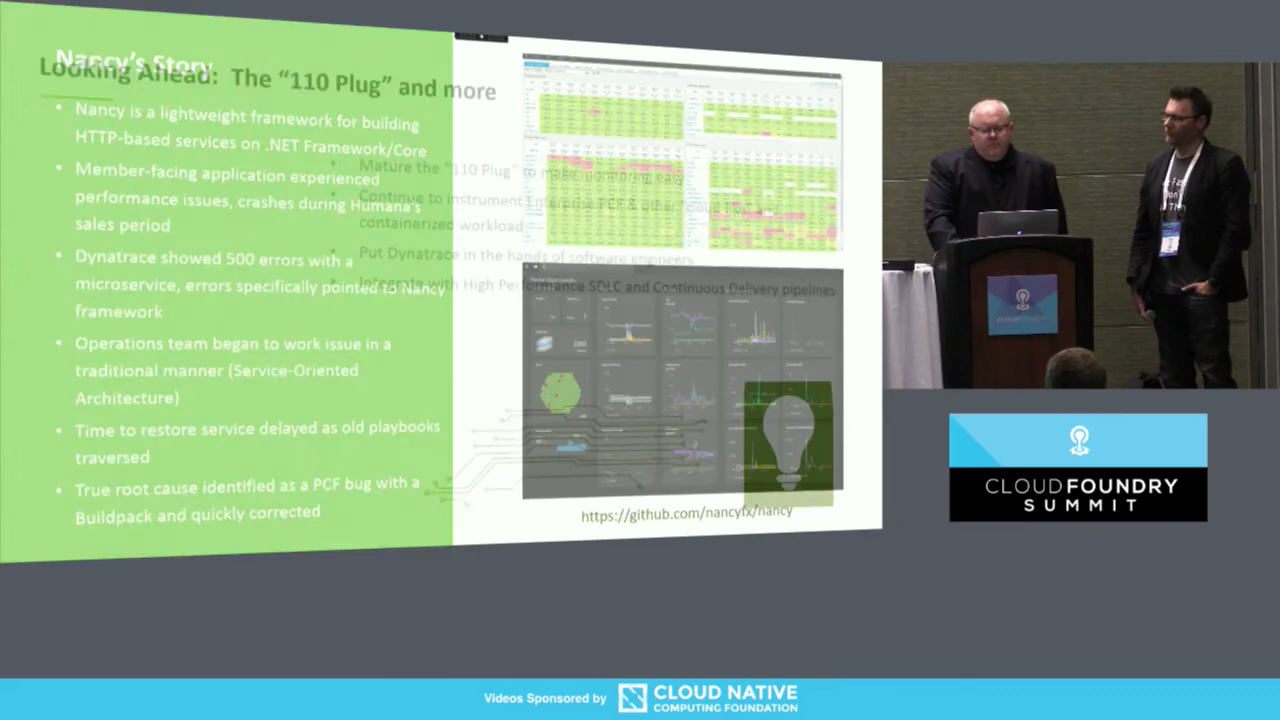 Nancy's Story
Looking Ahead: The "110 Plug" and more
• Nancy is a lightweight framework for building
HTTP-based services on .NET Framework/Core
• Member-facing application experienced
performance issues, crashes during Humana's
sales period
• Dynatrace showed 500 errors with a
microservice, errors specifically pointed to Nancy
framework
• Operations team began to work issue in a
traditional manner (Service-Oriented
Architecture)
• Time to restore service delayed as old playbooks
traversed
• True root cause identified as a PCF bug with a
Buildpack and quickly corrected
• Mature the "110 Plug" to make monitoring easy
• Continue to instrument Enterprise PCF & other "cloud
containerized workload
• Put Dynatrace in the hands of software engineers
• Integrate with High Performance SDLC and Continuous Delivery pipelines
https://github.com/nancyfx/nancy
CLOUD FOUNDRY
CLOUD FOUNDRY
SUMMIT
Videos Sponsored by
CLOUD NATIVE
COMPUTING FOUNDATION